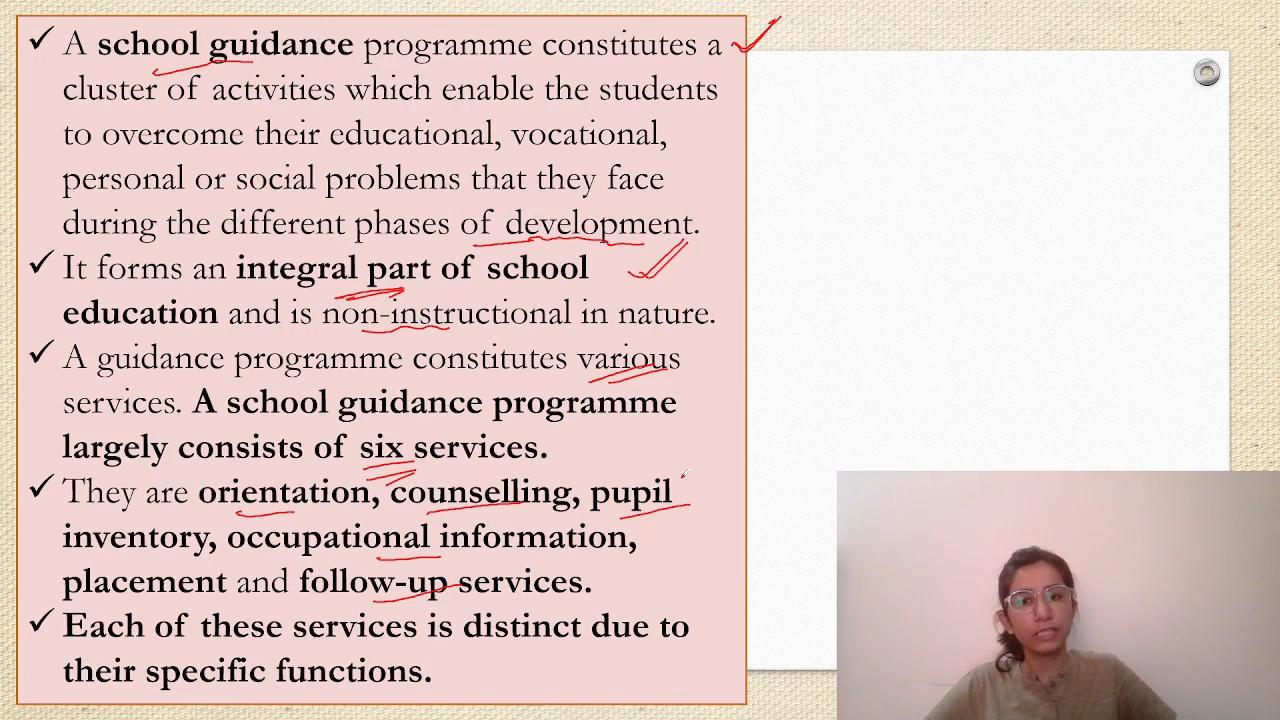 ✓ A school guidance programme constitutes a
cluster of activities which enable the students
to overcome their educational, vocational,
personal or social problems that they face
during the different phases of development.
✓ It forms an integral part of school
education and is non-instructional in nature.
✓ A guidance programme constitutes various
services. A school guidance programme
largely consists of six services.
✓ They are orientation, counselling, pupil
inventory, occupational information,
placement and follow-up services.
✓ Each of these services is distinct due to
their specific functions.